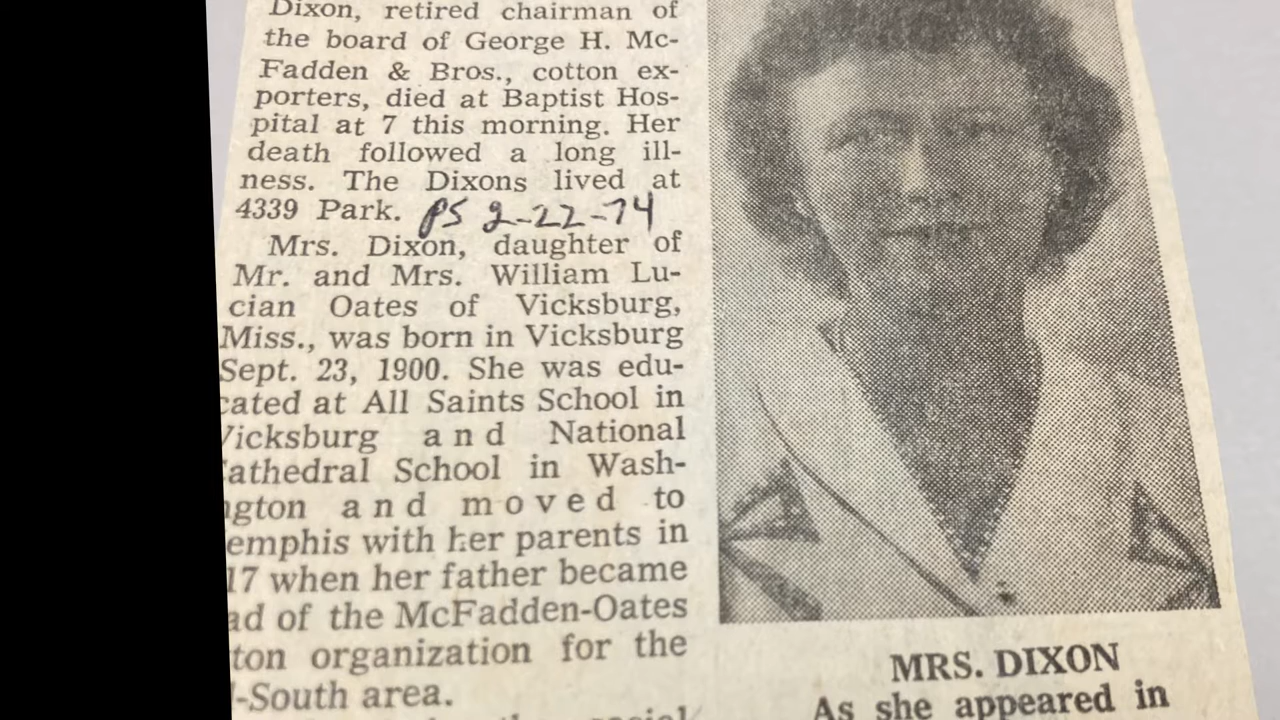 Dixon, retired chairman of
the board of George H. Mc-
Fadden & Bros., cotton ex-
porters, died at Baptist Hos-
pital at 7 this morning. Her
death followed a long ill-
ness. The Dixons lived at
4339 Park. PS 2-22-74
Mrs. Dixon, daughter of
Mr. and Mrs. William Lu-
cian Oates of Vicksburg,
Miss., was born in Vicksburg
Sept. 23, 1900. She was edu-
cated at All Saints School in
Vicksburg and National
Cathedral School in Wash-
ngton and moved to
emphis with her parents in
17 when her father became
ad of the McFadden-Oates
ton organization for the
-South area.
MRS. DIXON
As she appeared in